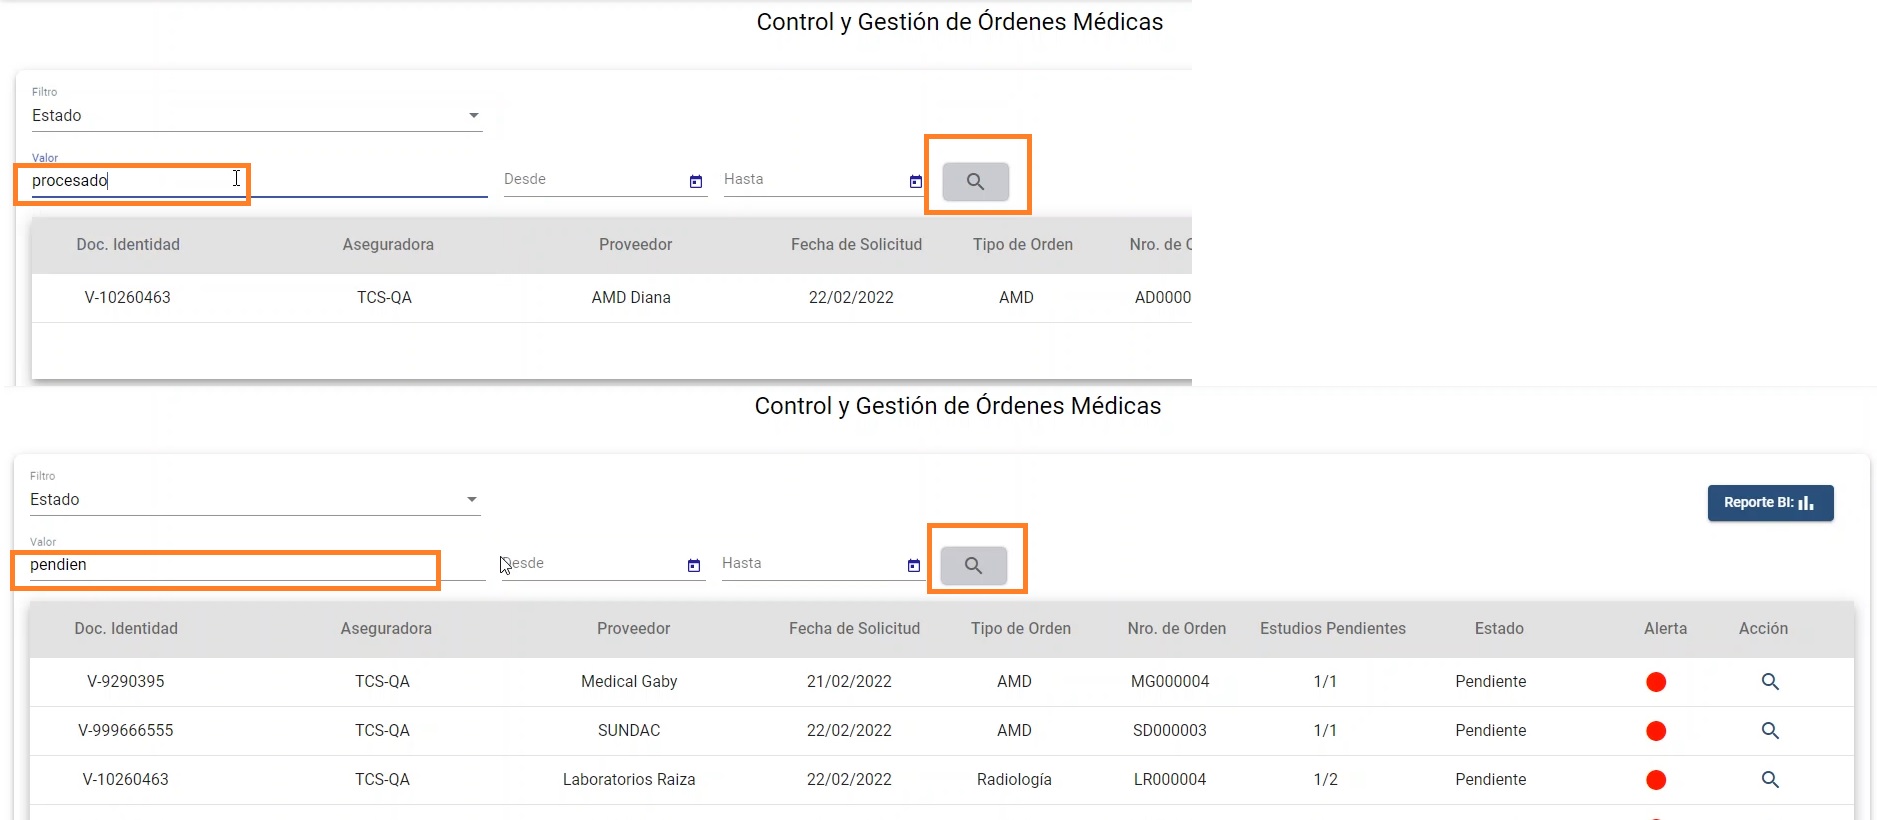 Control y Gestión de Órdenes Médicas
Filtro
Estado
Valor
procesado
Desde
Hasta
Doc. Identidad Aseguradora Proveedor Fecha de Solicitud Tipo de Orden Nro. de
V-10260463 TCS-QA AMD Diana 22/02/2022 AMD AD0000
Control y Gestión de Órdenes Médicas
Filtro
Estado
Reporte BI:
Valor
pendien
Desde
Hasta
Doc. Identidad Aseguradora Proveedor Fecha de Solicitud Tipo de Orden Nro. de Orden Estudios Pendientes Estado Alerta Acción
V-9290395 TCS-QA Medical Gaby 21/02/2022 AMD MG000004 1/1 Pendiente
V-999666555 TCS-QA SUNDAC 22/02/2022 AMD SD000003 1/1 Pendiente
V-10260463 TCS-QA Laboratorios Raiza 22/02/2022 Radiología LR000004 1/2 Pendiente